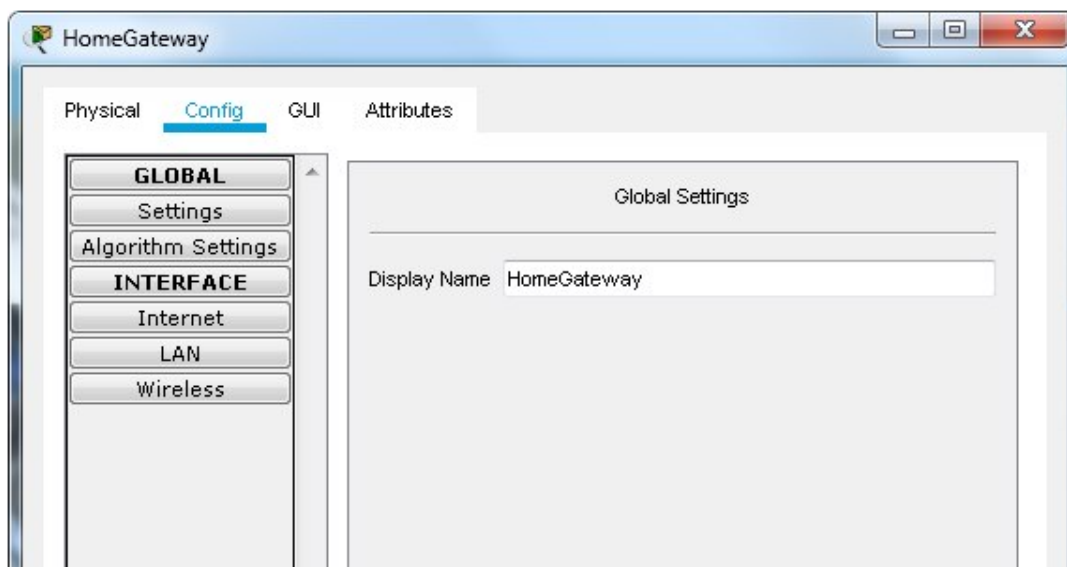 HomeGateway
Physical Config GUI Attributes
GLOBAL
Settings
Algorithm Settings
INTERFACE
Internet
LAN
Wireless
Global Settings
Display Name HomeGateway